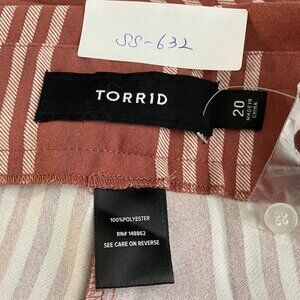 SS-632
TORRID
20
MADE IN
CHINA
100%POLYESTER
RN# 148862
SEE CARE ON REVERSE